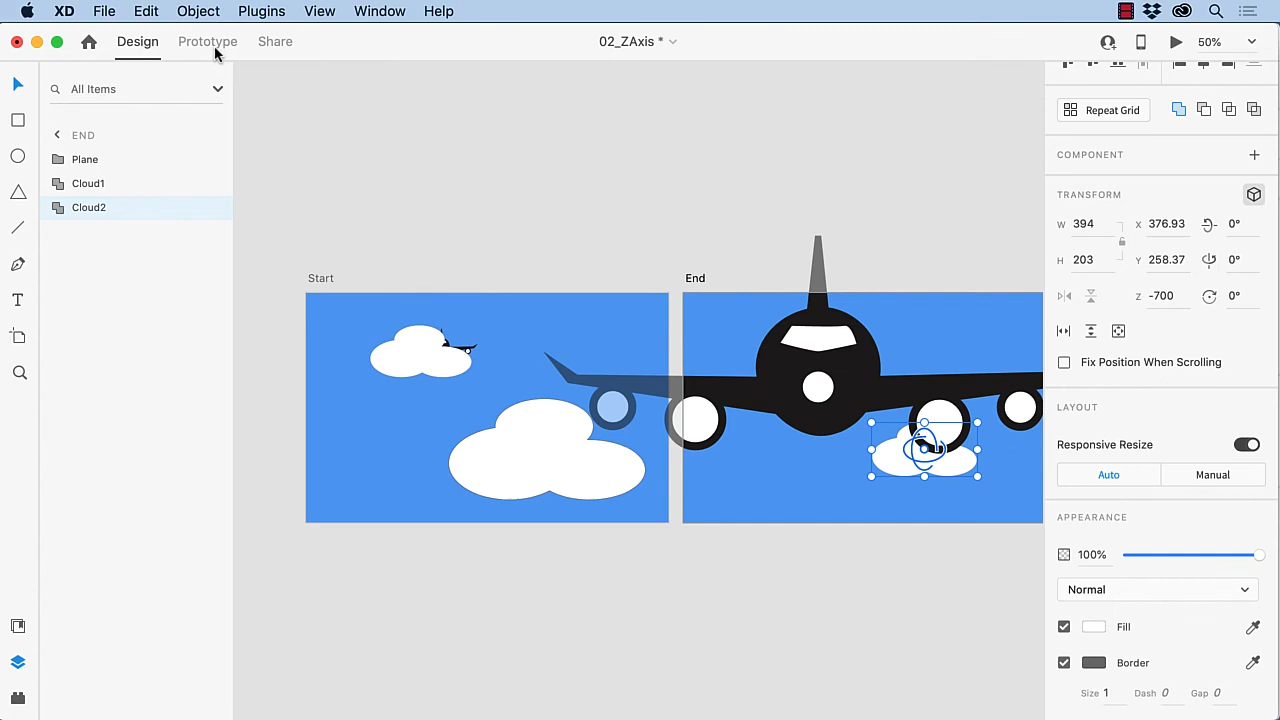 XD File Edit Object Plugins View Window Help
Design Prototype Share 02_ZAxis * 50%
All Items
END
Plane
Cloud1
Cloud2
Start
End
Repeat Grid
COMPONENT
TRANSFORM
W 394 X 376.93 0°
H 203 Y 258.37 0°
Z -700 0°
Fix Position When Scrolling
LAYOUT
Responsive Resize
Auto Manual
APPEARANCE
100%
Normal
Fill
Border
Size 1 Dash 0 Gap 0